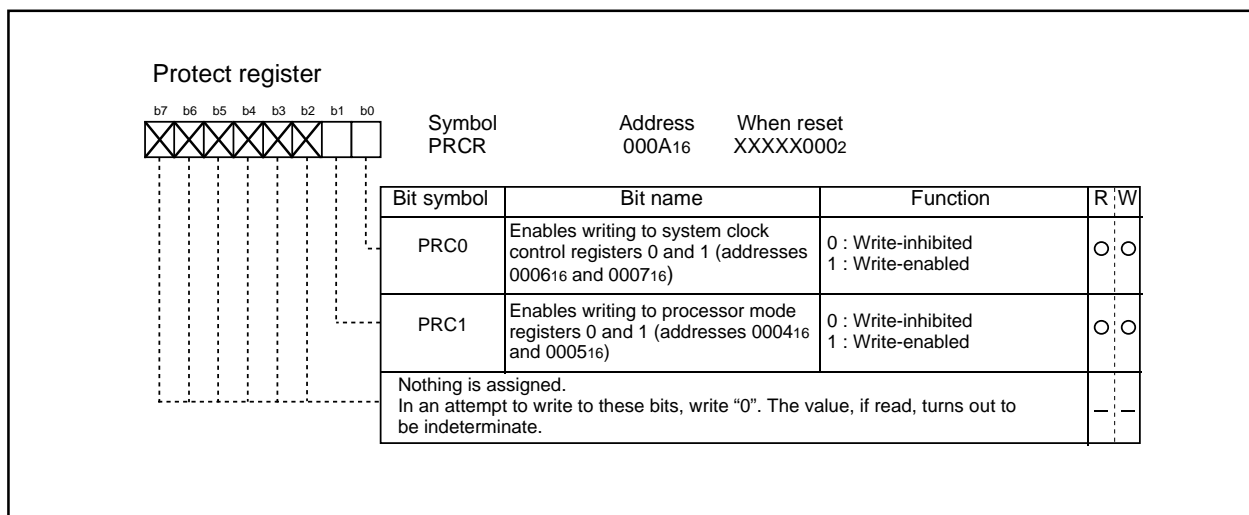 Protect register
b7 b6 b5 b4 b3 b2 b1 b0
Symbol Address When reset
PRCR 000A16 XXXXX0002
Bit symbol Bit name Function R W
PRC0
Enables writing to system clock
control registers 0 and 1 (addresses
000616 and 000716)
0 : Write-inhibited
1 : Write-enabled
PRC1
Enables writing to processor mode
registers 0 and 1 (addresses 000416
and 000516)
0 : Write-inhibited
1 : Write-enabled
Nothing is assigned.
In an attempt to write to these bits, write “0”. The value, if read, turns out to
be indeterminate.